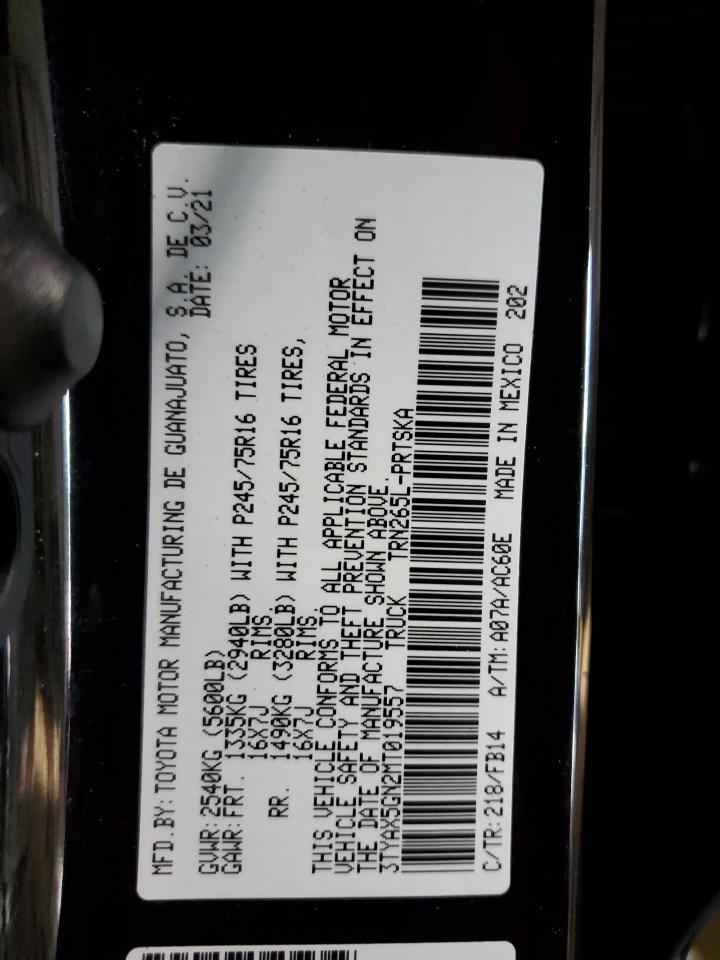 MFD.BY: TOYOTA MOTOR MANUFACTURING DE GUANAJUATO, S.A. DE C.V.
DATE: 03/21
GVWR: 2540KG (5600LB)
GAWR: FRT. 1335KG (2940LB) WITH P245/75R16 TIRES
16X7J RIMS,
RR. 1490KG (3280LB) WITH P245/75R16 TIRES,
16X7J RIMS.
THIS VEHICLE CONFORMS TO ALL APPLICABLE FEDERAL MOTOR
VEHICLE SAFETY AND THEFT PREVENTION STANDARDS IN EFFECT ON
THE DATE OF MANUFACTURE SHOWN ABOVE.
3TYAX5GN2MT019557 TRUCK TRN265L-PRTSKA
C/TR: 218/FB14 A/TM: A07A/AC60E MADE IN MEXICO 202